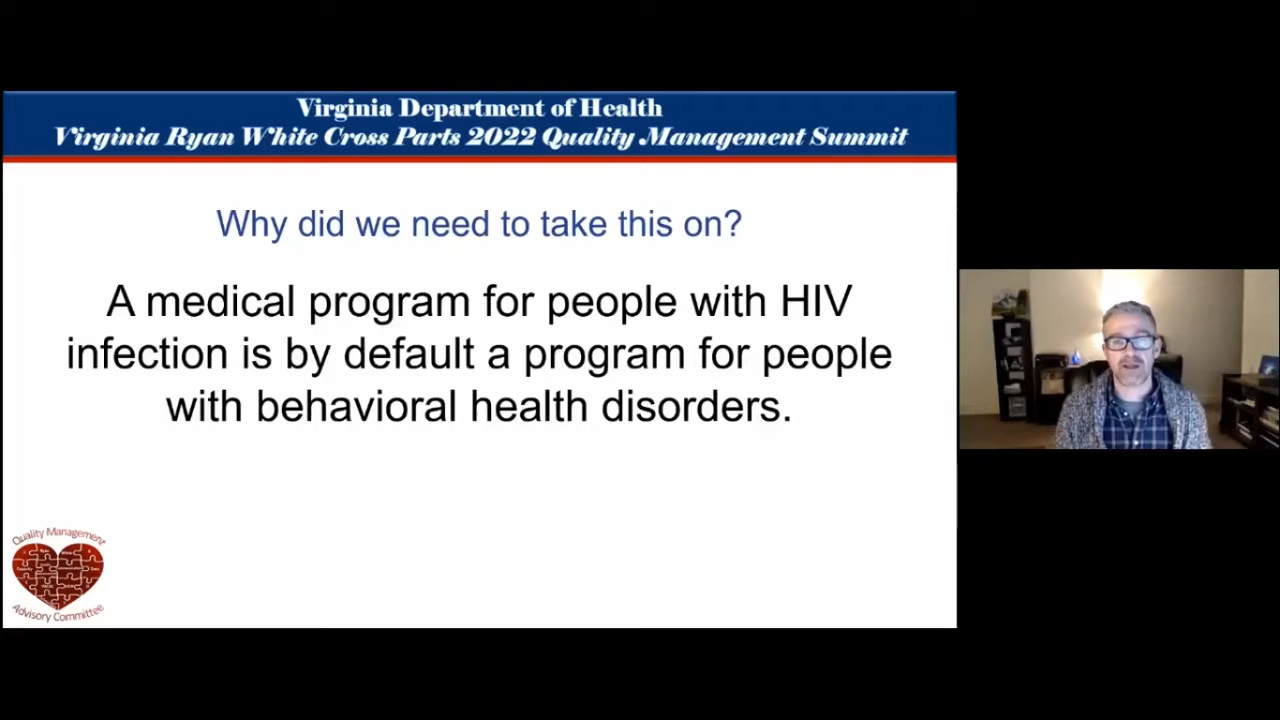 Virginia Department of Health
Virginia Ryan White Cross Parts 2022 Quality Management Summit
Why did we need to take this on?
A medical program for people with HIV
infection is by default a program for people
with behavioral health disorders.
Quality Management
Advisory Committee